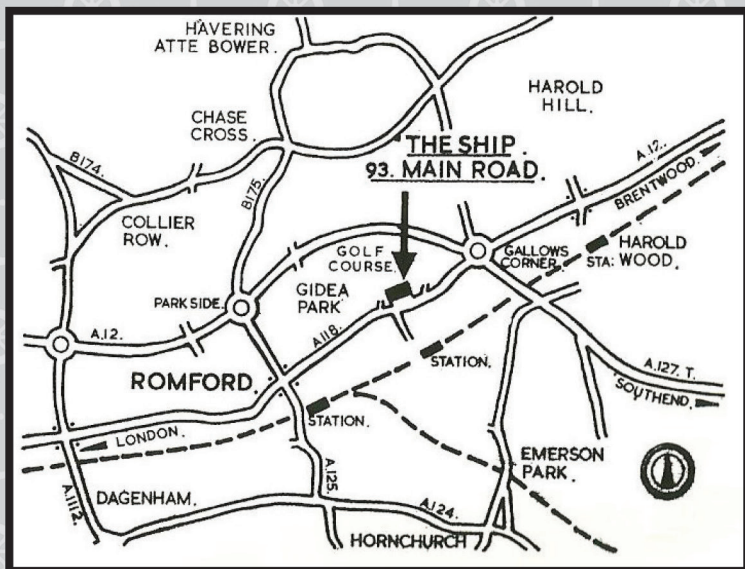 HAVERING
ATTE BOWER.
HAROLD
HILL.
CHASE
CROSS.
THE SHIP.
93. MAIN ROAD.
A.12.
BRENTWOOD.
B174.
B175.
COLLIER
ROW.
GOLF
COURSE.
GALLOWS
CORNER.
STA:
HAROLD
WOOD.
PARK SIDE.
GIDEA
PARK
A.12.
A118.
STATION.
ROMFORD.
A.127. T.
SOUTHEND.
STATION.
LONDON.
EMERSON
PARK.
A.1112.
DAGENHAM.
A.125.
A.124.
HORNCHURCH